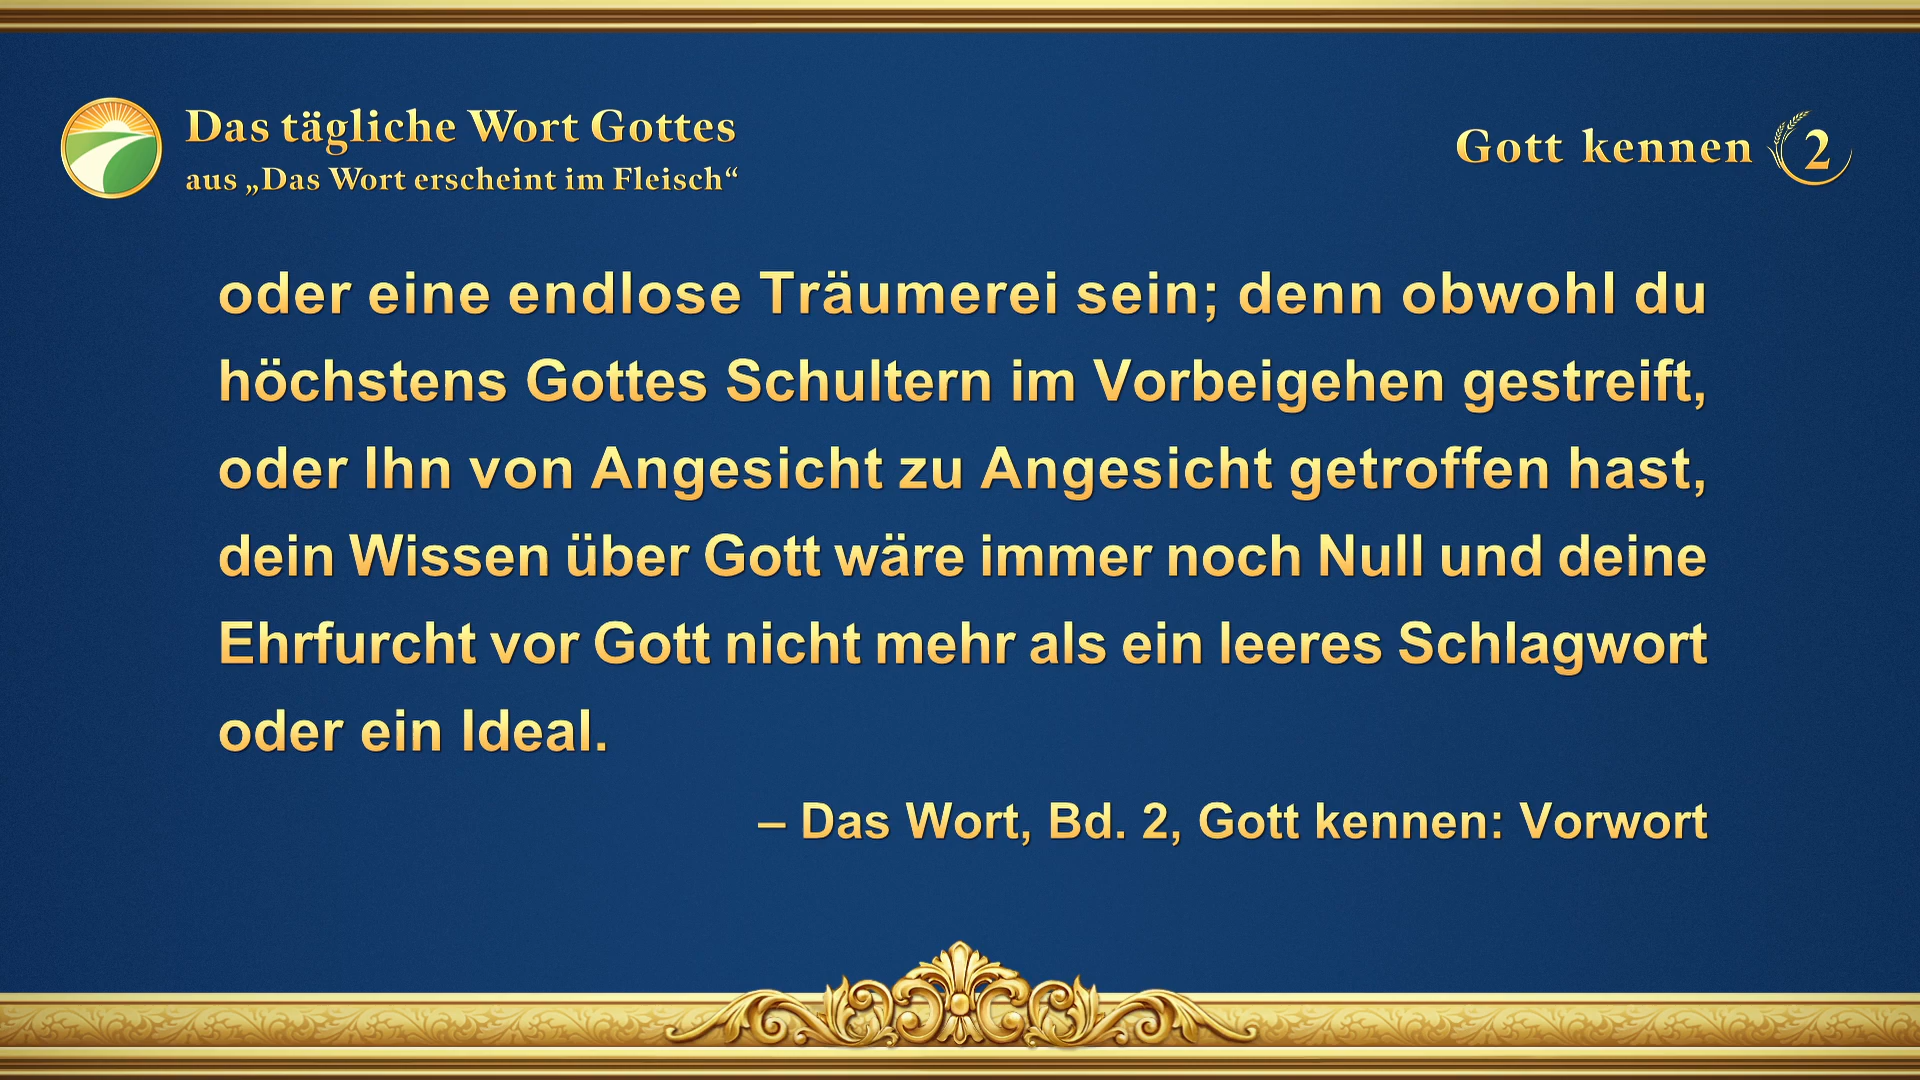 Das tägliche Wort Gottes
aus „Das Wort erscheint im Fleisch“
Gott kennen 2
oder eine endlose Träumerei sein; denn obwohl du
höchstens Gottes Schultern im Vorbeigehen gestreift,
oder Ihn von Angesicht zu Angesicht getroffen hast,
dein Wissen über Gott wäre immer noch Null und deine
Ehrfurcht vor Gott nicht mehr als ein leeres Schlagwort
oder ein Ideal.
– Das Wort, Bd. 2, Gott kennen: Vorwort